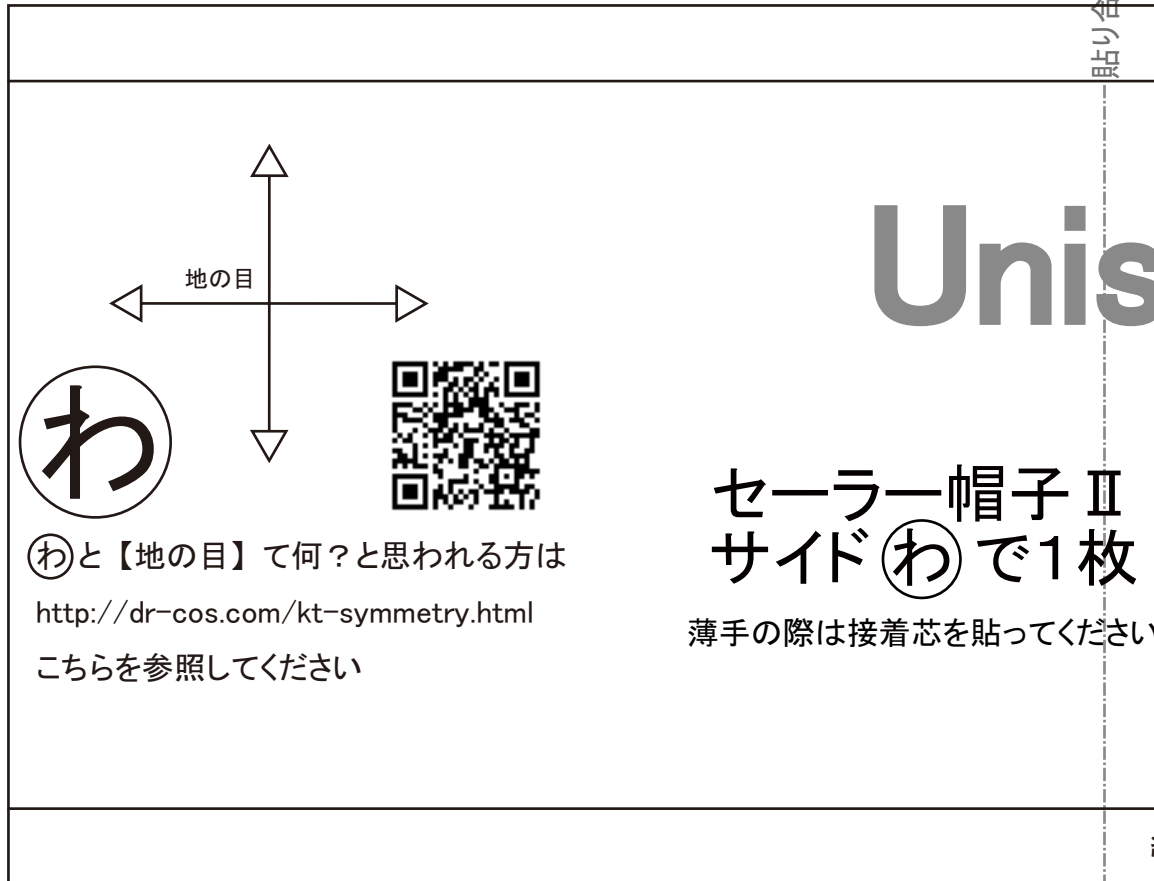 貼り合
地の目
Unis
わ
わと【地の目】て何？と思われる方は
http://dr-cos.com/kt-symmetry.html
こちらを参照してください
セーラー帽子Ⅱ
サイドわで1枚
薄手の際は接着芯を貼ってください